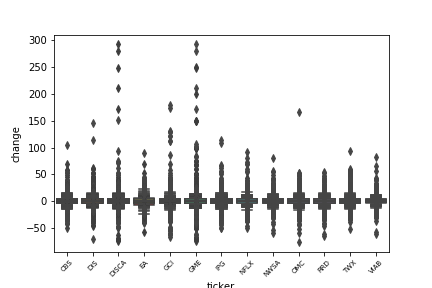 300
250
200
150
100
50
0
−50
change
CBS
DIS
DISCA
EA
GCI
GME
IPG
NFLX
NWSA
OMC
RRD
TWX
VIAB
ticker